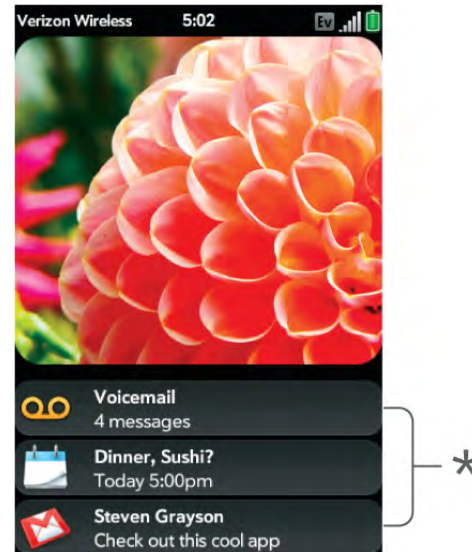 Verizon Wireless 5:02 Ev
Voicemail
4 messages
Dinner, Sushi?
Today 5:00pm
Steven Grayson
Check out this cool app
*